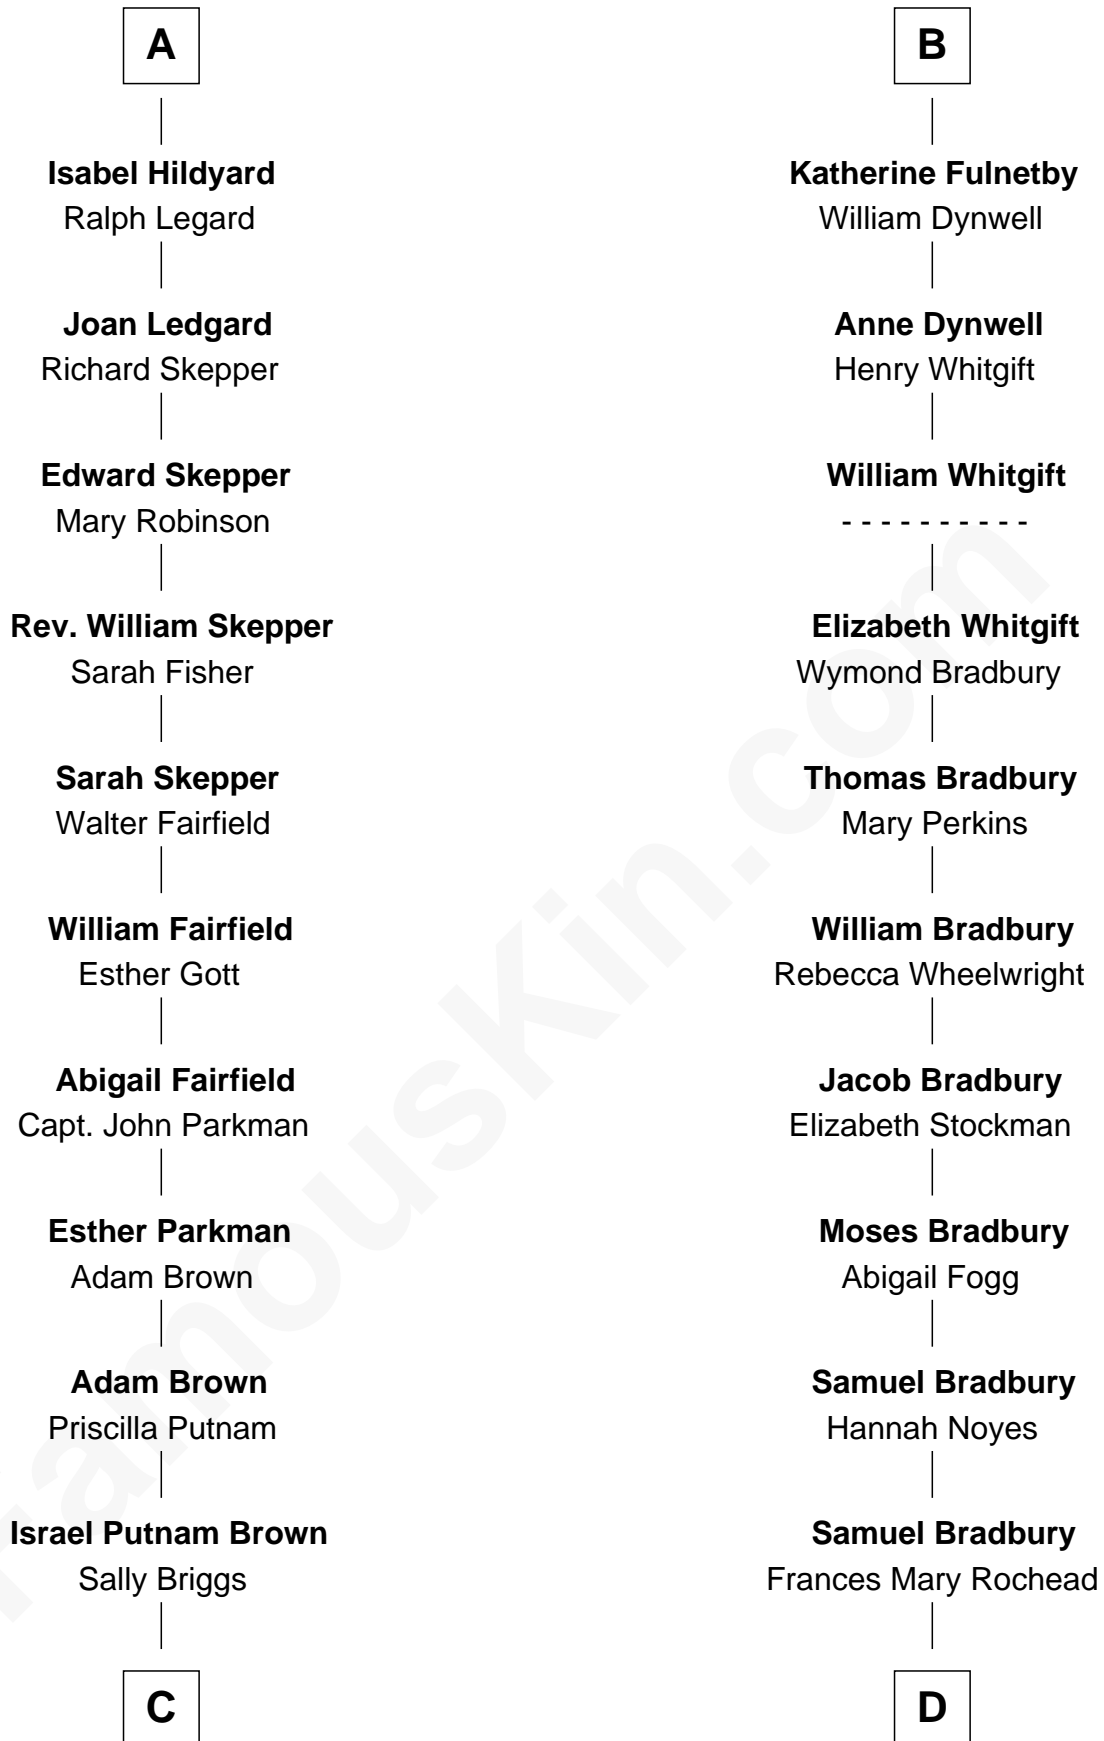 A
Isabel Hildyard
Ralph Legard
Joan Ledgard
Richard Skepper
Edward Skepper
Mary Robinson
Rev. William Skepper
Sarah Fisher
Sarah Skepper
Walter Fairfield
William Fairfield
Esther Gott
Abigail Fairfield
Capt. John Parkman
Esther Parkman
Adam Brown
Adam Brown
Priscilla Putnam
Israel Putnam Brown
Sally Briggs
C
B
Katherine Fulnetby
William Dynwell
Anne Dynwell
Henry Whitgift
William Whitgift
- - - - - - - - - -
Elizabeth Whitgift
Wymond Bradbury
Thomas Bradbury
Mary Perkins
William Bradbury
Rebecca Wheelwright
Jacob Bradbury
Elizabeth Stockman
Moses Bradbury
Abigail Fogg
Samuel Bradbury
Hannah Noyes
Samuel Bradbury
Frances Mary Rochead
D
FamousKin.com